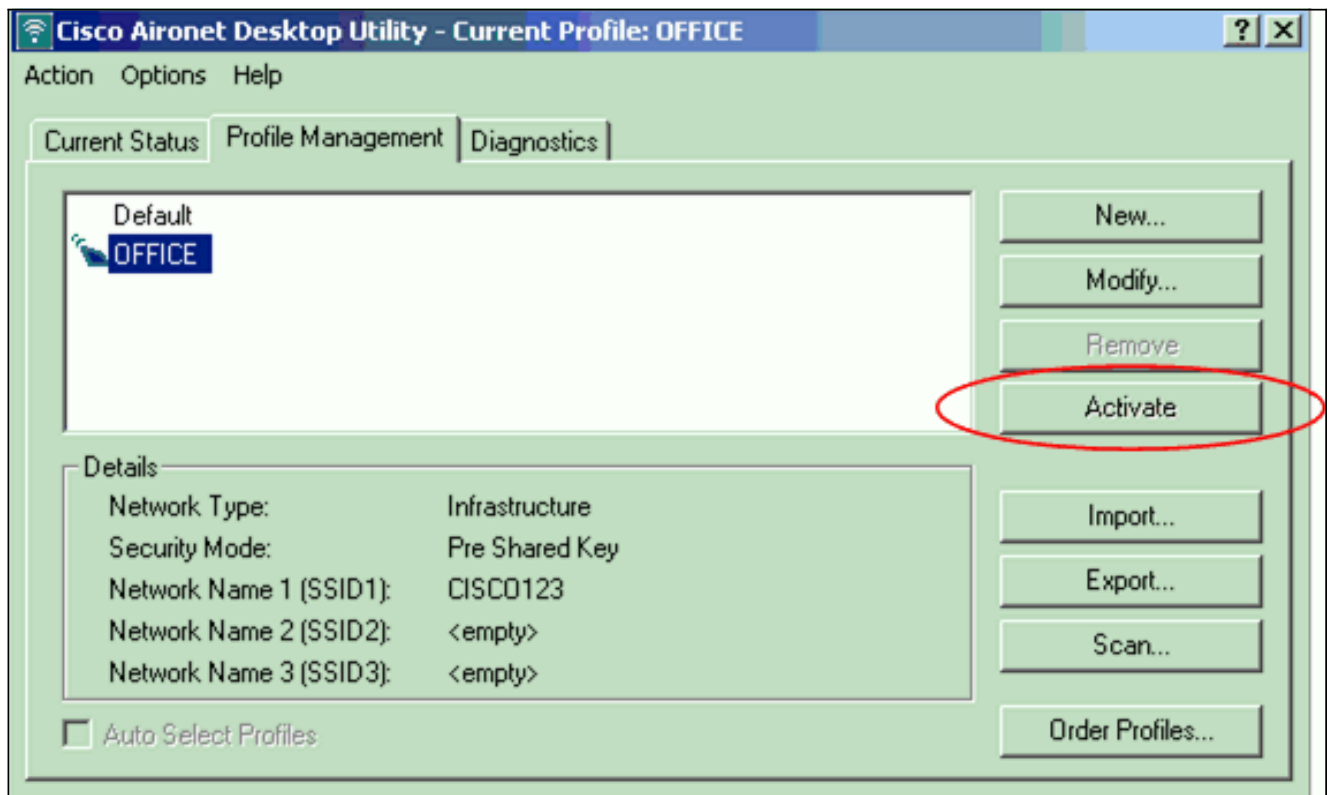 Cisco Aironet Desktop Utility - Current Profile: OFFICE
Action Options Help
Current Status Profile Management Diagnostics
Default
OFFICE
New...
Modify...
Remove
Activate
Details
Network Type: Infrastructure
Security Mode: Pre Shared Key
Network Name 1 (SSID1): CISCO123
Network Name 2 (SSID2): <empty>
Network Name 3 (SSID3): <empty>
Import...
Export...
Scan...
Auto Select Profiles
Order Profiles...